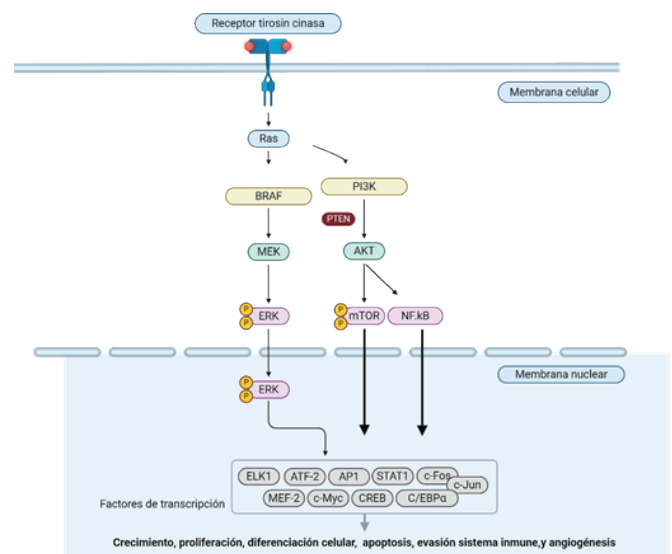 Receptor tirosin cinasa
Membrana celular
Ras
PI3K
BRAF
PTEN
MEK
AKT
P
P
ERK
P
P
mTOR
NF.kB
Membrana nuclear
P
P
ERK
ELK1
ATF-2
AP1
STAT1
c-Fos
c-Jun
MEF-2
c-Myc
CREB
C/EBPα
Factores de transcripción
Crecimiento, proliferación, diferenciación celular, apoptosis, evasión sistema inmune,y angiogénesis